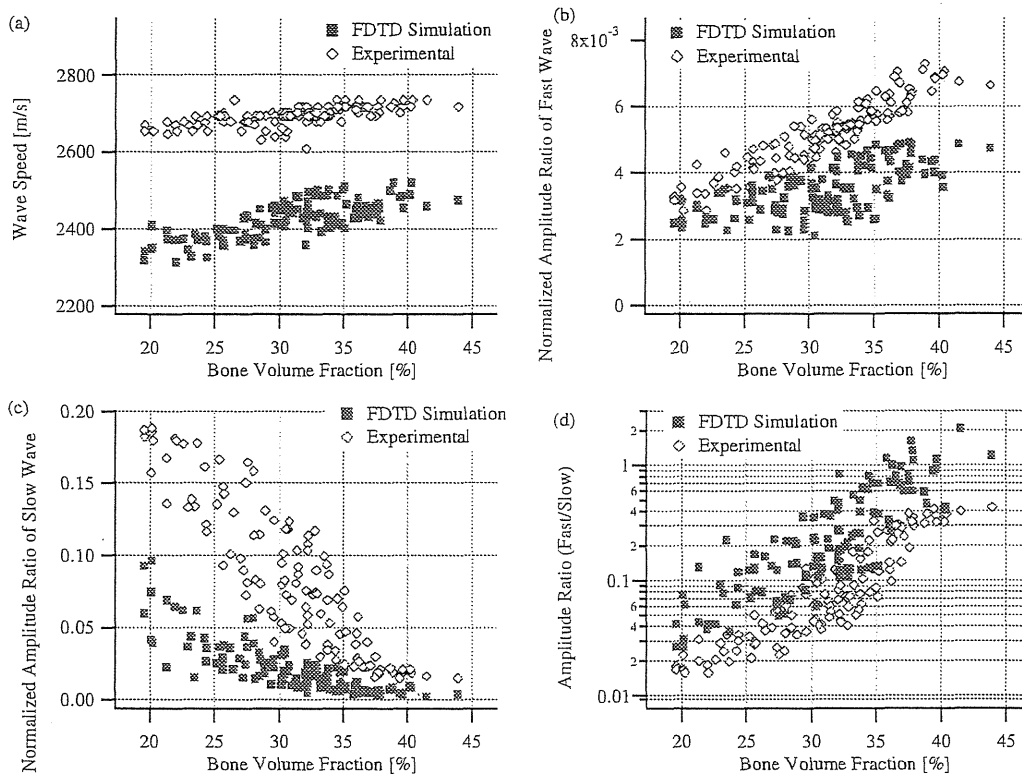 (a)
FDTD Simulation
Experimental
2800
2600
2400
2200
Wave Speed [m/s]
20 25 30 35 40 45
Bone Volume Fraction [%]
(b)
FDTD Simulation
Experimental
8x10⁻³
6
4
2
0
Normalized Amplitude Ratio of Fast Wave
20 25 30 35 40 45
Bone Volume Fraction [%]
(c)
FDTD Simulation
Experimental
0.20
0.15
0.10
0.05
0.00
Normalized Amplitude Ratio of Slow Wave
20 25 30 35 40 45
Bone Volume Fraction [%]
(d)
FDTD Simulation
Experimental
2
1
6
4
2
0.1
6
4
2
0.01
Amplitude Ratio (Fast/Slow)
20 25 30 35 40 45
Bone Volume Fraction [%]